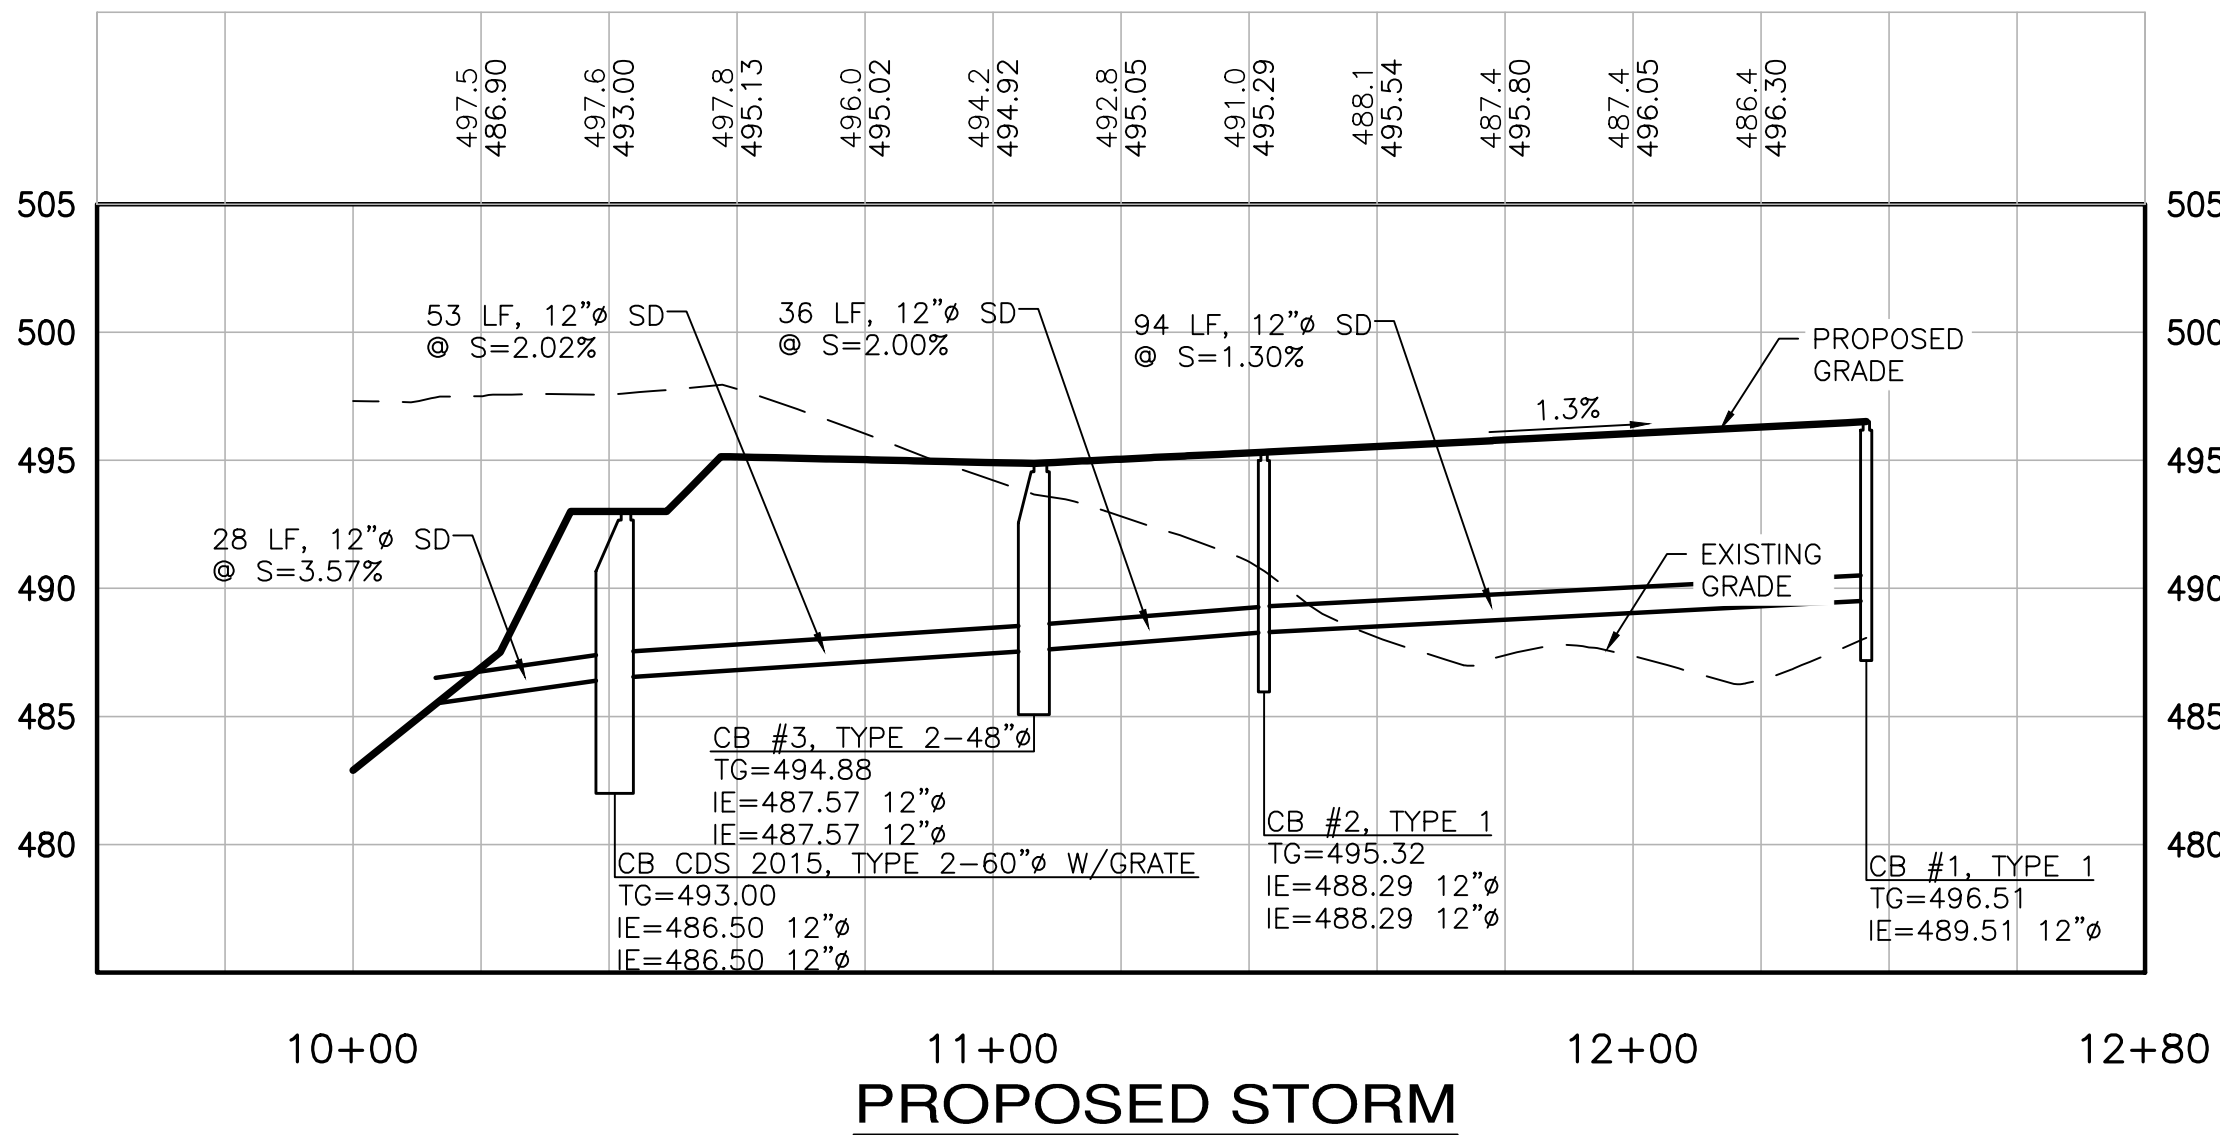 497.5
486.90
497.6
493.00
497.8
495.13
496.0
495.02
494.2
494.92
492.8
495.05
491.0
495.29
488.1
495.54
487.4
495.80
487.4
496.05
486.4
496.30
505
505
500
500
495
495
490
490
485
485
480
480
53 LF, 12"ø SD
@ S=2.02%
36 LF, 12"ø SD
@ S=2.00%
94 LF, 12"ø SD
@ S=1.30%
PROPOSED
GRADE
1.3%
28 LF, 12"ø SD
@ S=3.57%
EXISTING
GRADE
CB #3, TYPE 2-48"ø
TG=494.88
IE=487.57 12"ø
IE=487.57 12"ø
CB CDS 2015, TYPE 2-60"ø W/GRATE
TG=493.00
IE=486.50 12"ø
IE=486.50 12"ø
CB #2, TYPE 1
TG=495.32
IE=488.29 12"ø
IE=488.29 12"ø
CB #1, TYPE 1
TG=496.51
IE=489.51 12"ø
10+00
11+00
12+00
12+80
PROPOSED STORM